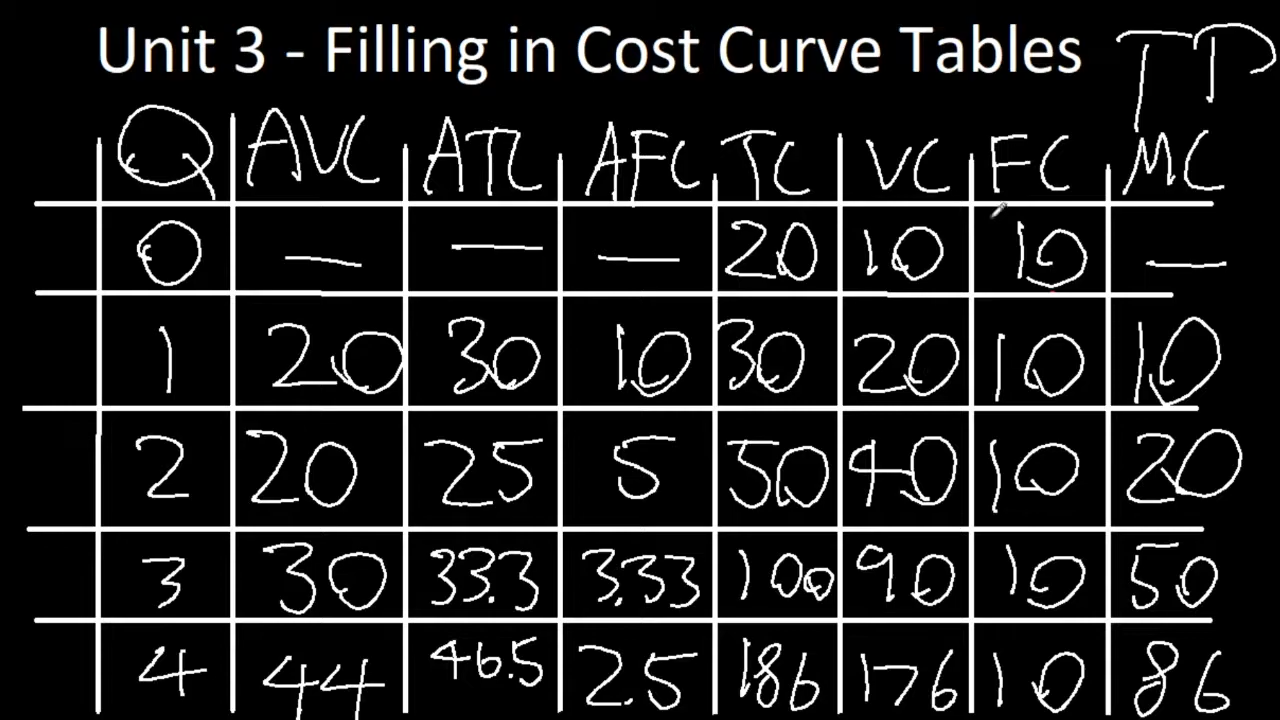 Unit 3 - Filling in Cost Curve Tables TP
Q AVC ATC AFC TC VC FC MC
0 — — — 20 10 10 —
1 20 30 10 30 20 10 10
2 20 25 5 50 40 10 20
3 30 33.3 3.33 100 90 10 50
4 44 46.5 2.5 186 176 10 86